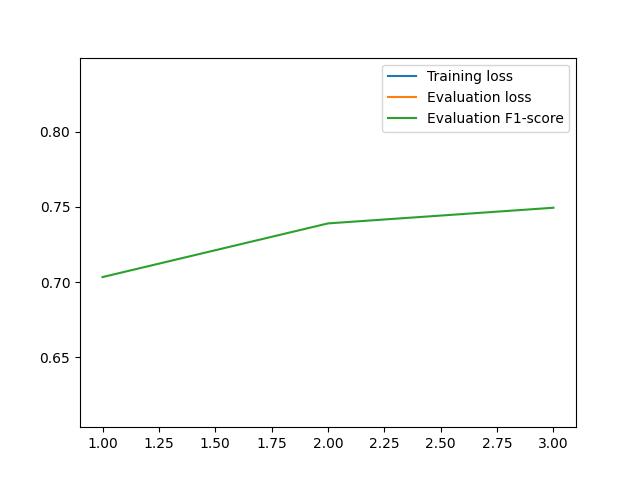 Training loss
Evaluation loss
Evaluation F1-score
0.80
0.75
0.70
0.65
1.00 1.25 1.50 1.75 2.00 2.25 2.50 2.75 3.00